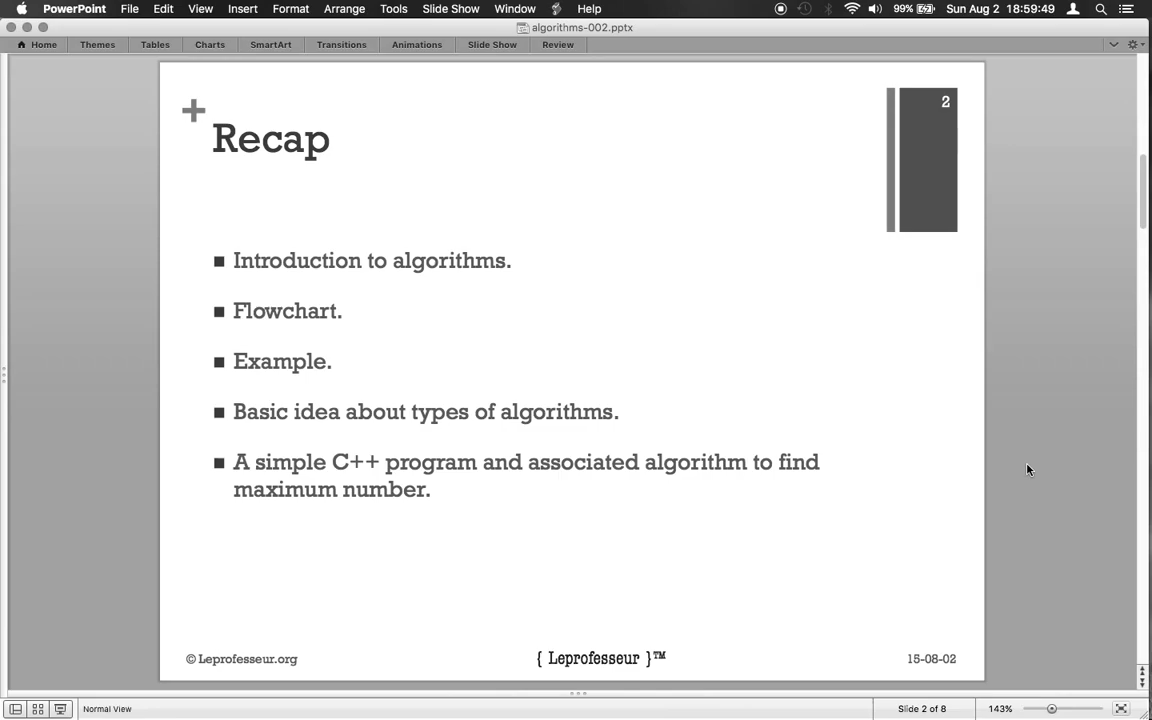 PowerPoint File Edit View Insert Format Arrange Tools Slide Show Window Help 99% Sun Aug 2 18:59:49
algorithms-002.pptx
Home Themes Tables Charts SmartArt Transitions Animations Slide Show Review
2
+
Recap
Introduction to algorithms.
Flowchart.
Example.
Basic idea about types of algorithms.
A simple C++ program and associated algorithm to find
maximum number.
© Leprofesseur.org { Leprofesseur }™ 15-08-02
Normal View Slide 2 of 8 143%